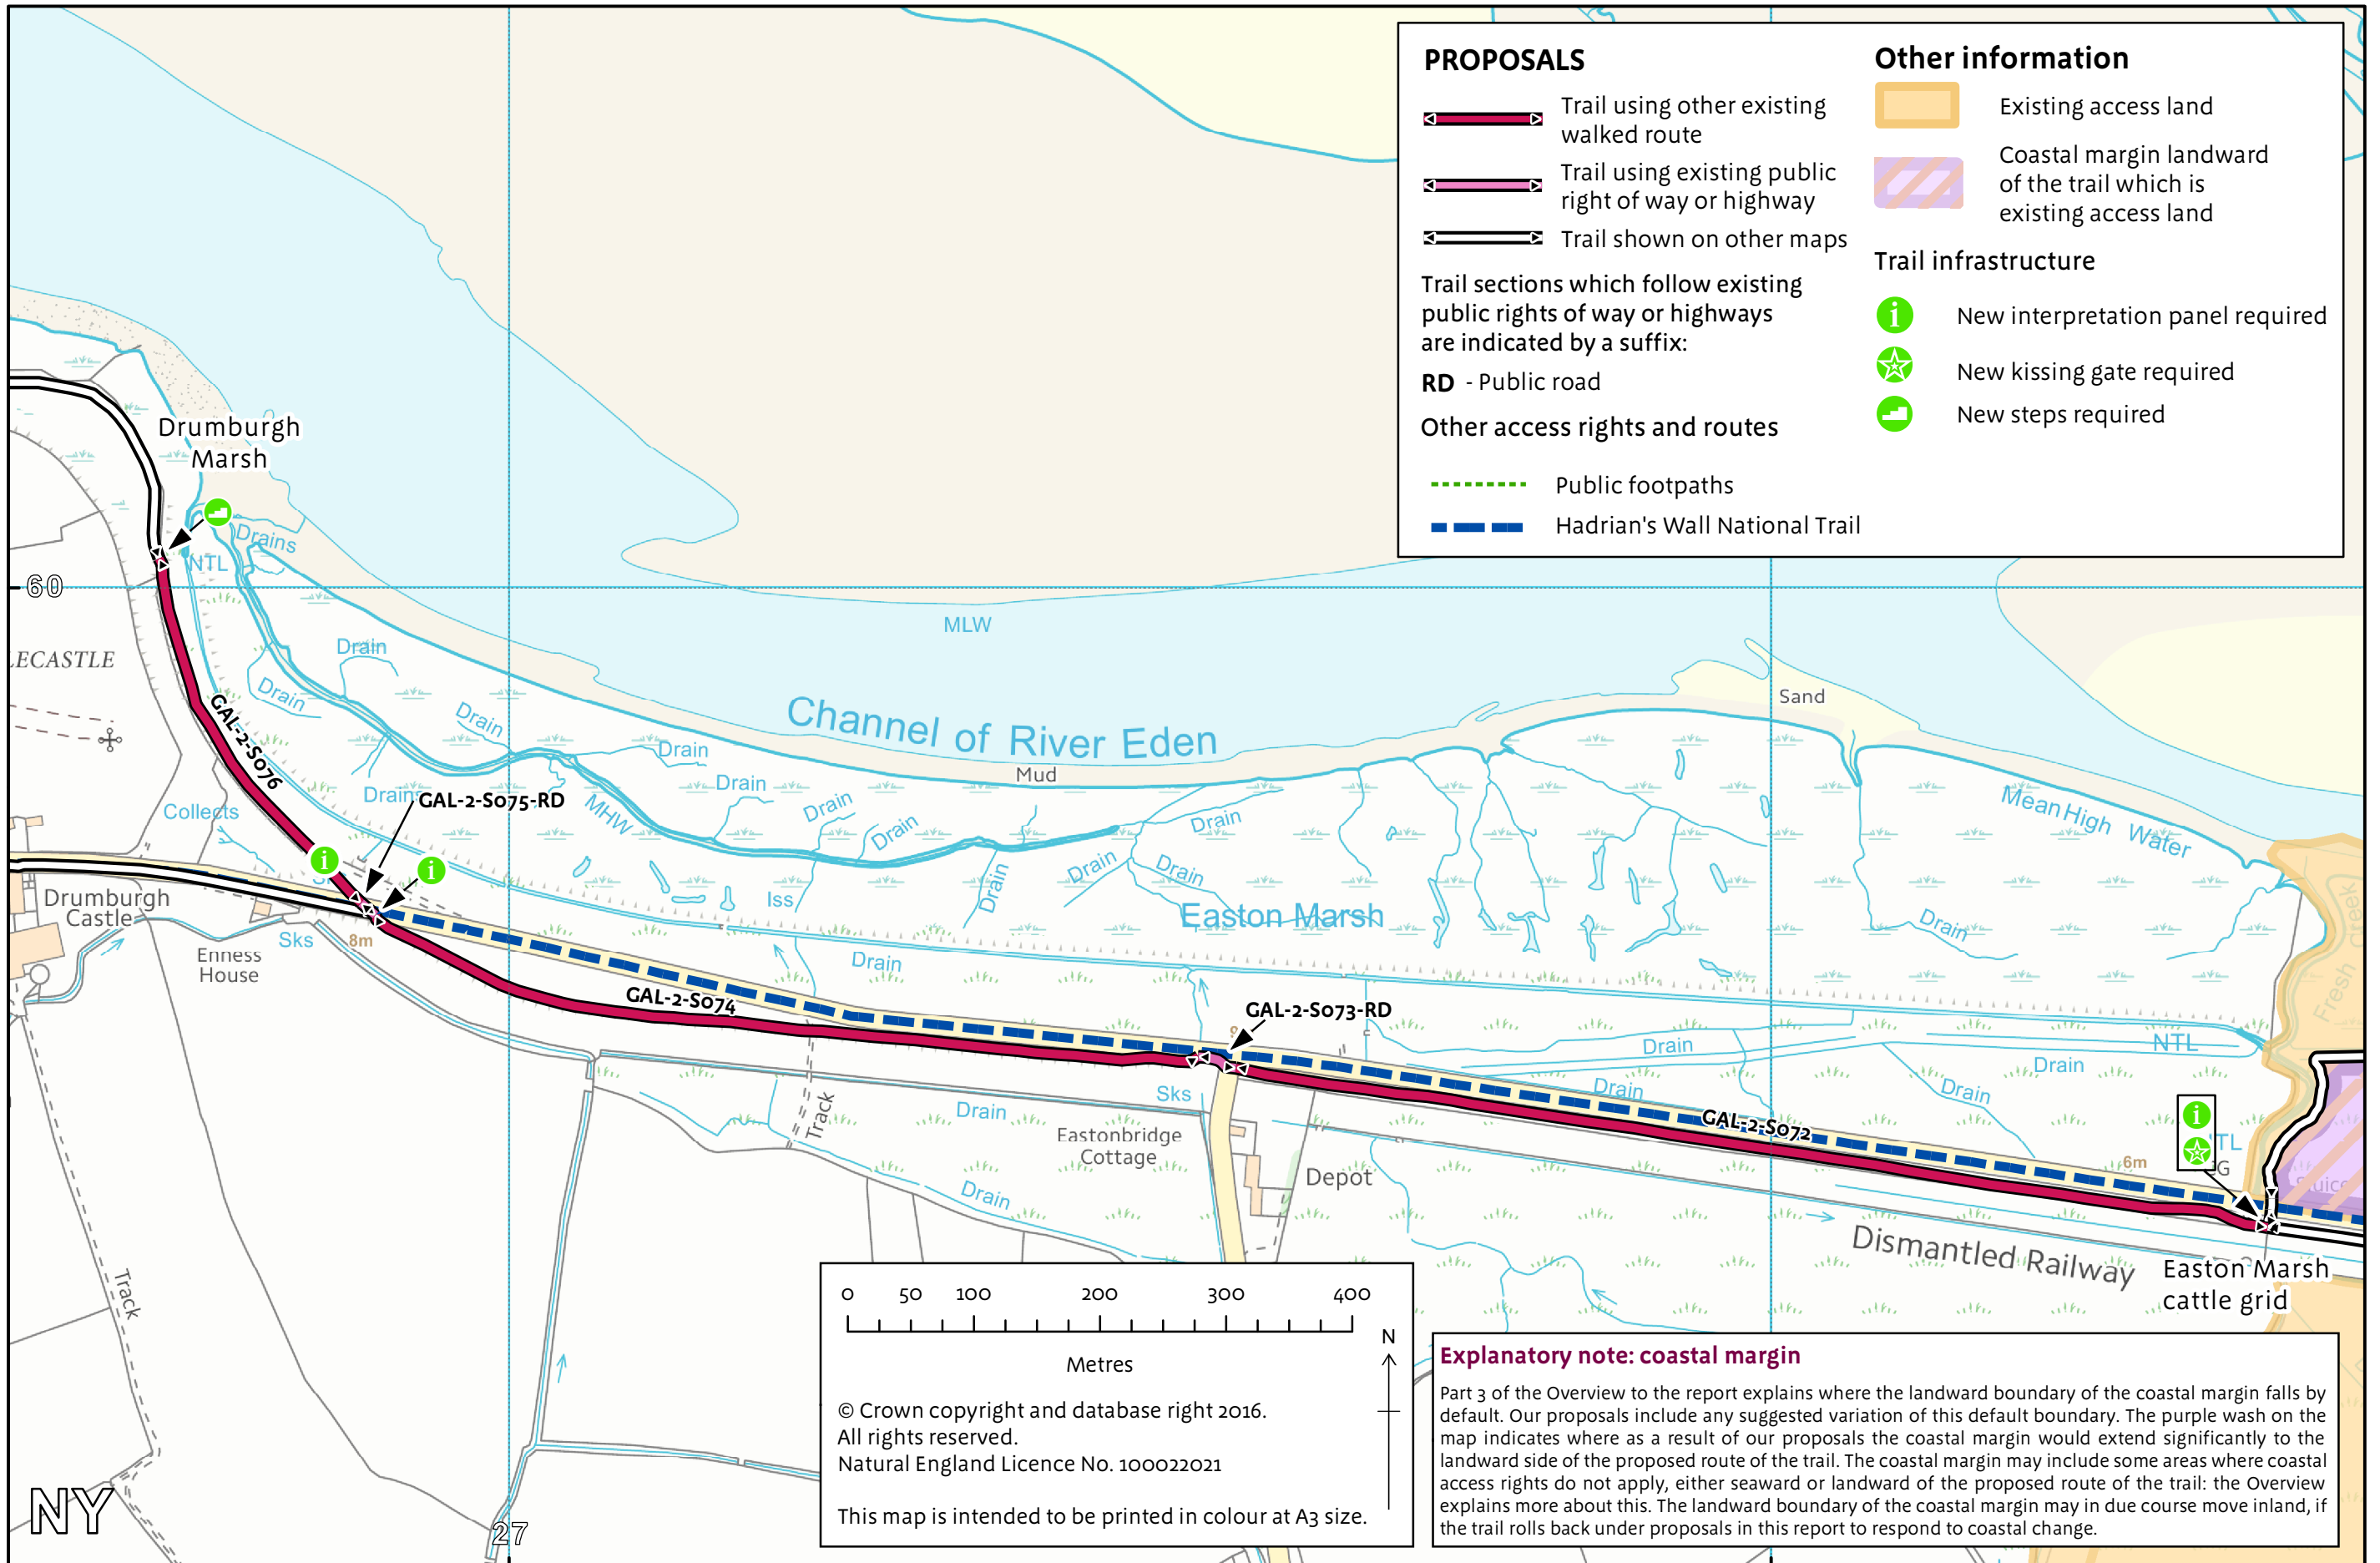 PROPOSALS
Trail using other existing
walked route
Trail using existing public
right of way or highway
Trail shown on other maps
Trail sections which follow existing
public rights of way or highways
are indicated by a suffix:
RD - Public road
Other access rights and routes
Public footpaths
Hadrian's Wall National Trail
Other information
Existing access land
Coastal margin landward
of the trail which is
existing access land
Trail infrastructure
i
New interpretation panel required
New kissing gate required
New steps required
Drumburgh
Marsh
Drains
NTL
60
MLW
LECASTLE
Drain
Drain
Drain
Drain
Drain
Drain
Drain
Channel of River Eden
Mud
Sand
GAL-2-S076
Collects
Drains
GAL-2-S075-RD
MHW
Drain
Mean High Water
i
i
Drain
Drain
Drain
Iss
Easton Marsh
Drain
Fresh Creek
Drumburgh
Castle
Enness
House
Sks
8m
Drain
GAL-2-S074
GAL-2-S073-RD
Drain
NTL
Drain
Drain
Drain
Sks
Drain
Track
Eastonbridge
Cottage
GAL-2-S072
i
TL
G
6m
Depot
Drain
Dismantled Railway
Easton Marsh
cattle grid
Track
0 50 100 200 300 400
Metres
N
© Crown copyright and database right 2016.
All rights reserved.
Natural England Licence No. 100022021
This map is intended to be printed in colour at A3 size.
Explanatory note: coastal margin
Part 3 of the Overview to the report explains where the landward boundary of the coastal margin falls by
default. Our proposals include any suggested variation of this default boundary. The purple wash on the
map indicates where as a result of our proposals the coastal margin would extend significantly to the
landward side of the proposed route of the trail. The coastal margin may include some areas where coastal
access rights do not apply, either seaward or landward of the proposed route of the trail: the Overview
explains more about this. The landward boundary of the coastal margin may in due course move inland, if
the trail rolls back under proposals in this report to respond to coastal change.
NY
27